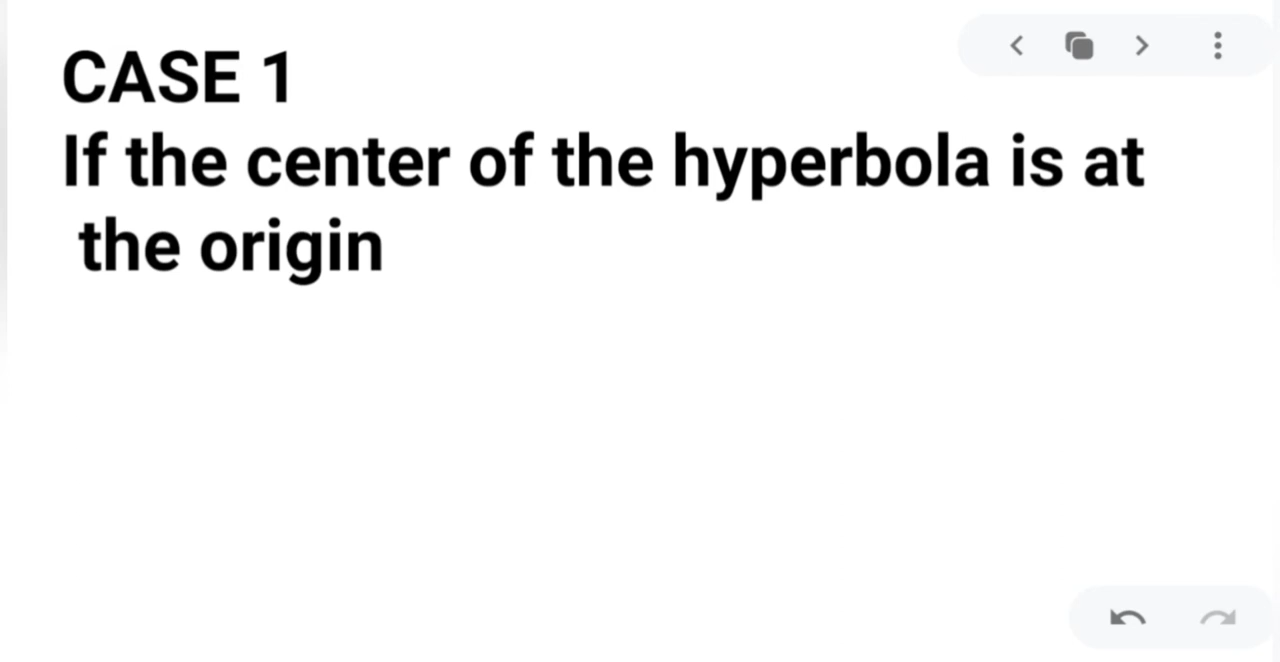 CASE 1
If the center of the hyperbola is at
the origin